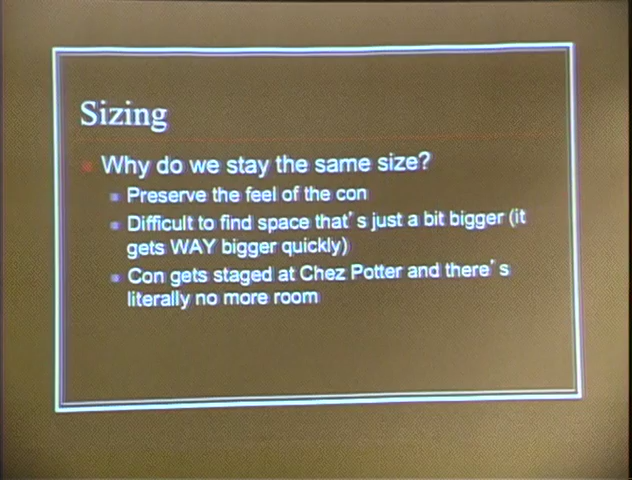 Sizing
Why do we stay the same size?
Preserve the feel of the con
Difficult to find space that's just a bit bigger (it
gets WAY bigger quickly)
Con gets staged at Chez Potter and there's
literally no more room